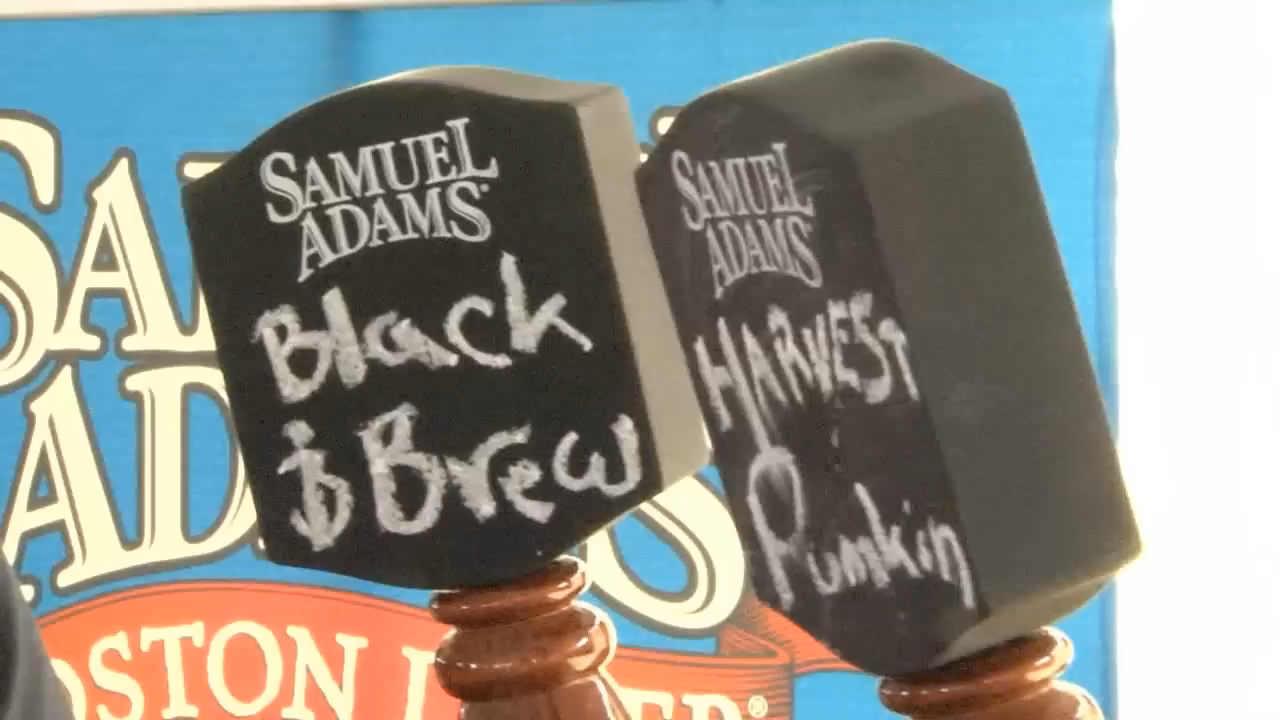 SAMUEL
ADAMS
Black
& Brew
SAMUEL
ADAMS
HARVEST
Pumkin